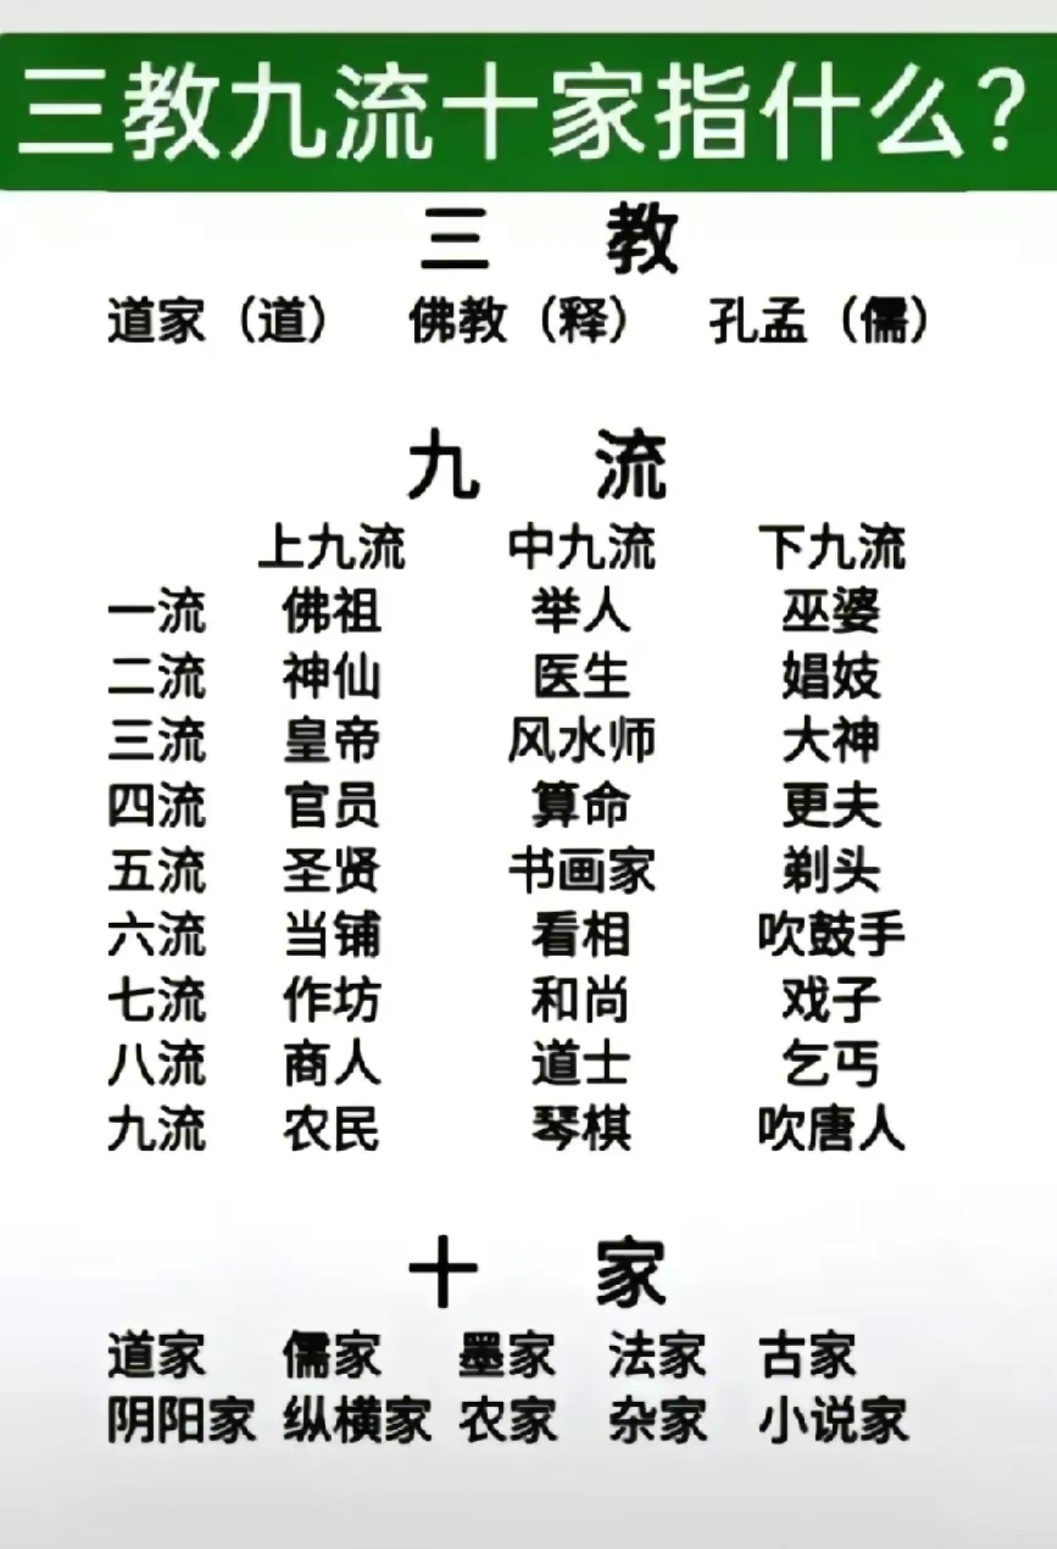 三教九流十家指什么?
三 教
道家（道） 佛教（释） 孔孟（儒）
九 流
上九流 中九流 下九流
一流 佛祖 举人 巫婆
二流 神仙 医生 娼妓
三流 皇帝 风水师 大神
四流 官员 算命 更夫
五流 圣贤 书画家 剃头
六流 当铺 看相 吹鼓手
七流 作坊 和尚 戏子
八流 商人 道士 乞丐
九流 农民 琴棋 吹唐人
十 家
道家 儒家 墨家 法家 古家
阴阳家 纵横家 农家 杂家 小说家